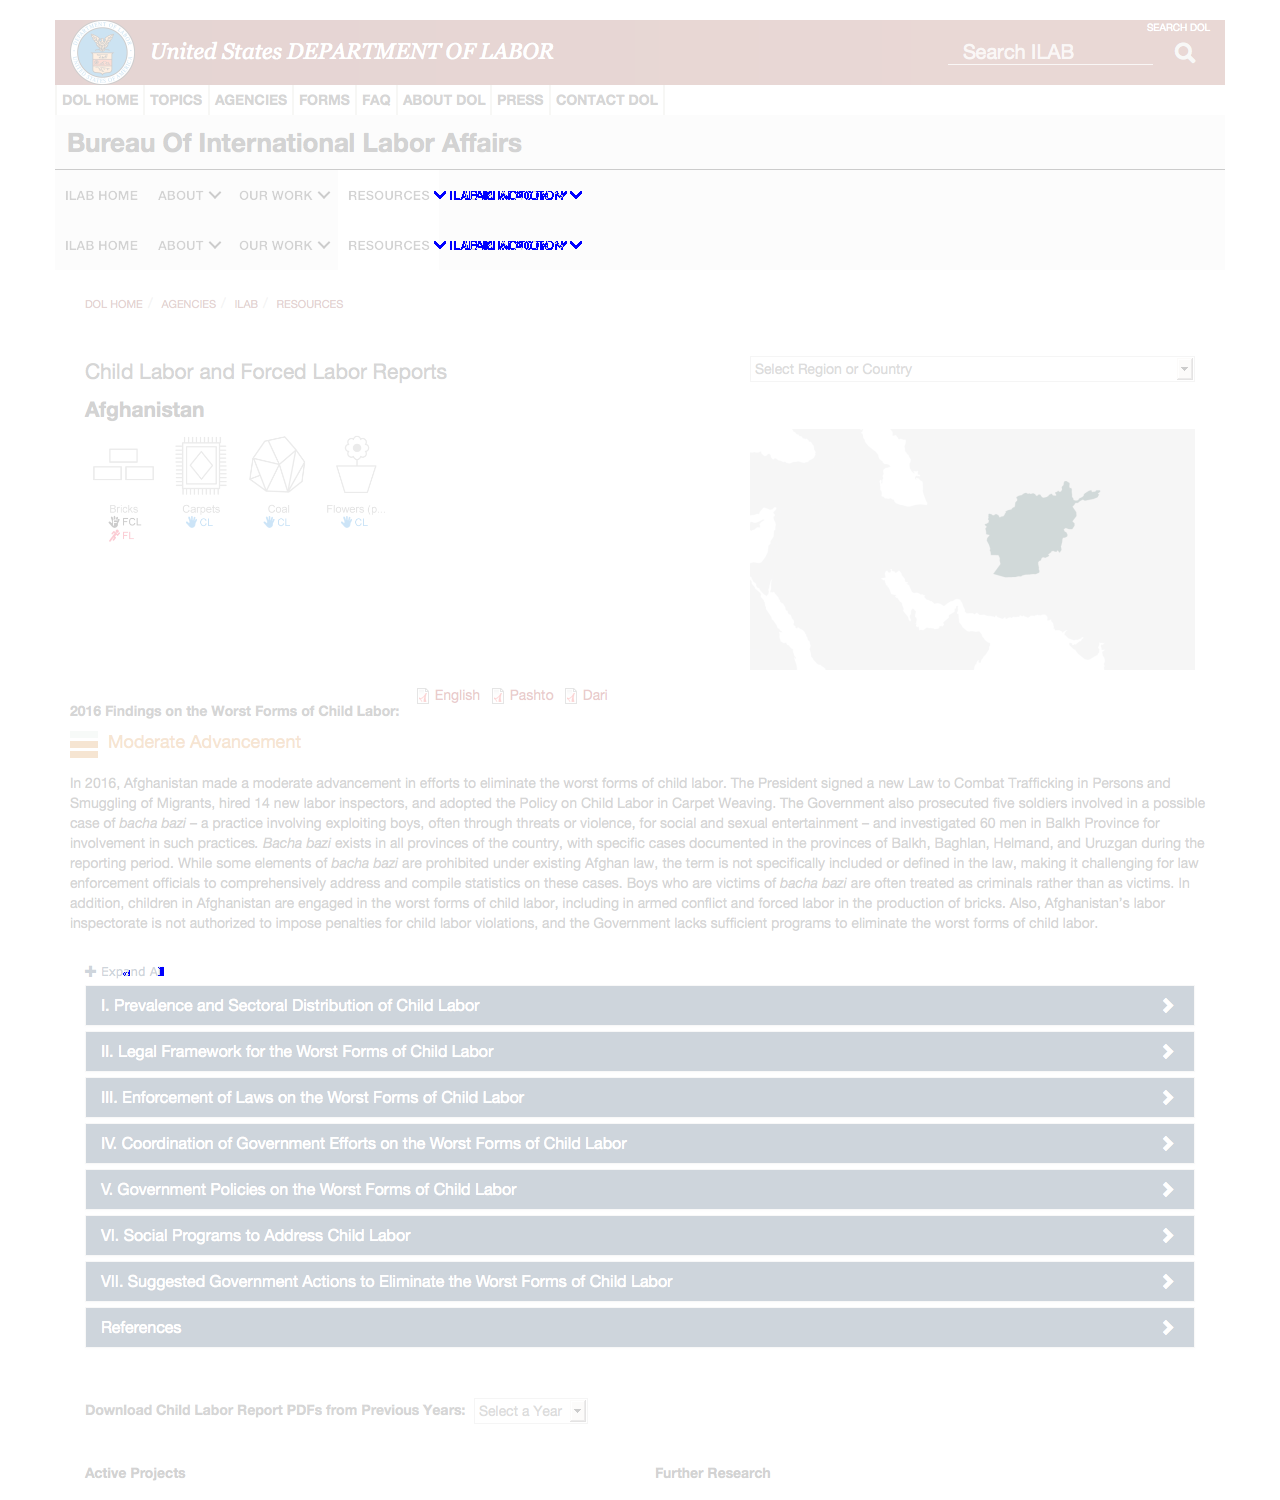 SEARCH DOL
United States DEPARTMENT OF LABOR
Search ILAB
DOL HOME TOPICS AGENCIES FORMS FAQ ABOUT DOL PRESS CONTACT DOL
Bureau Of International Labor Affairs
ILAB HOME ABOUT OUR WORK RESOURCES
ILAB HOME ABOUT OUR WORK RESOURCES
DOL HOME / AGENCIES / ILAB / RESOURCES
Child Labor and Forced Labor Reports
Select Region or Country
Afghanistan
Bricks Carpets Coal Flowers (p...
FCL CL CL CL
FL
English Pashto Dari
2016 Findings on the Worst Forms of Child Labor:
Moderate Advancement
In 2016, Afghanistan made a moderate advancement in efforts to eliminate the worst forms of child labor. The President signed a new Law to Combat Trafficking in Persons and
Smuggling of Migrants, hired 14 new labor inspectors, and adopted the Policy on Child Labor in Carpet Weaving. The Government also prosecuted five soldiers involved in a possible
case of bacha bazi – a practice involving exploiting boys, often through threats or violence, for social and sexual entertainment – and investigated 60 men in Balkh Province for
involvement in such practices. Bacha bazi exists in all provinces of the country, with specific cases documented in the provinces of Balkh, Baghlan, Helmand, and Uruzgan during the
reporting period. While some elements of bacha bazi are prohibited under existing Afghan law, the term is not specifically included or defined in the law, making it challenging for law
enforcement officials to comprehensively address and compile statistics on these cases. Boys who are victims of bacha bazi are often treated as criminals rather than as victims. In
addition, children in Afghanistan are engaged in the worst forms of child labor, including in armed conflict and forced labor in the production of bricks. Also, Afghanistan's labor
inspectorate is not authorized to impose penalties for child labor violations, and the Government lacks sufficient programs to eliminate the worst forms of child labor.
Expand All
I. Prevalence and Sectoral Distribution of Child Labor
II. Legal Framework for the Worst Forms of Child Labor
III. Enforcement of Laws on the Worst Forms of Child Labor
IV. Coordination of Government Efforts on the Worst Forms of Child Labor
V. Government Policies on the Worst Forms of Child Labor
VI. Social Programs to Address Child Labor
VII. Suggested Government Actions to Eliminate the Worst Forms of Child Labor
References
Download Child Labor Report PDFs from Previous Years: Select a Year
Active Projects Further Research